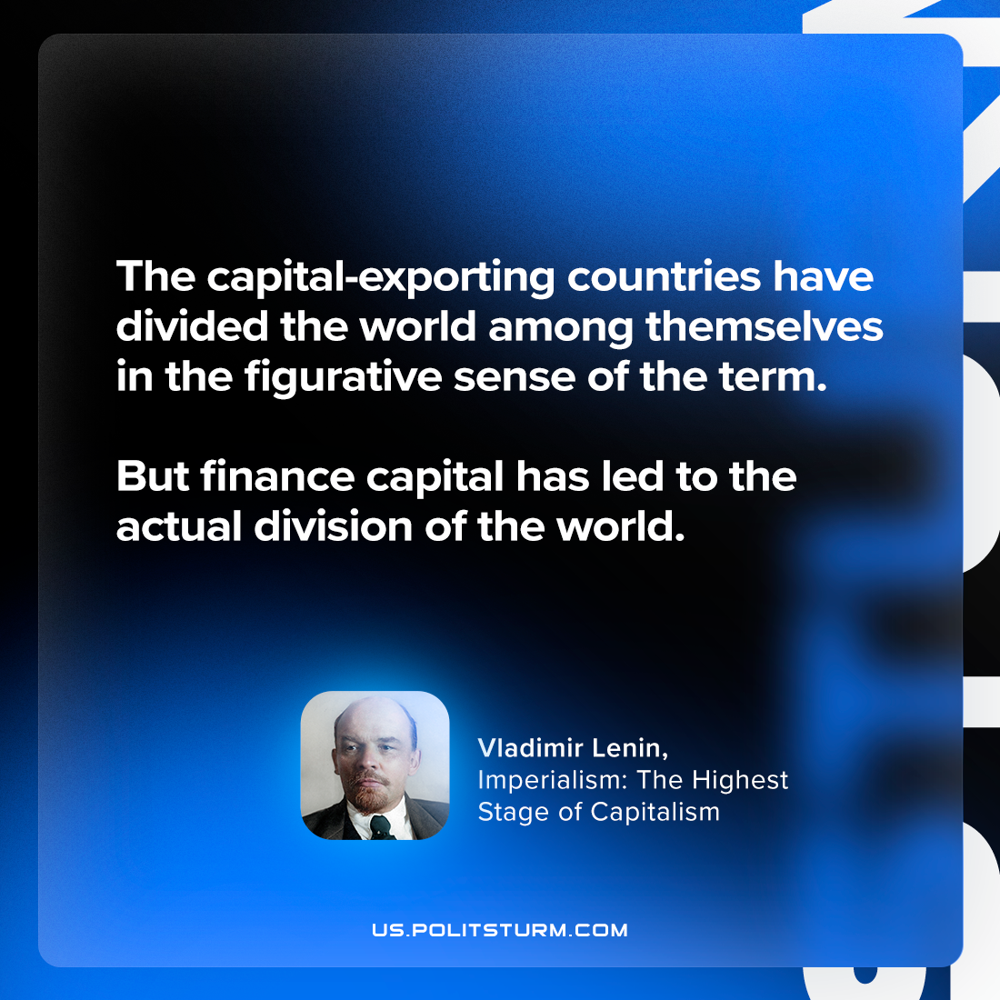 The capital-exporting countries have
divided the world among themselves
in the figurative sense of the term.
But finance capital has led to the
actual division of the world.
Vladimir Lenin,
Imperialism: The Highest
Stage of Capitalism
US.POLITSTURM.COM